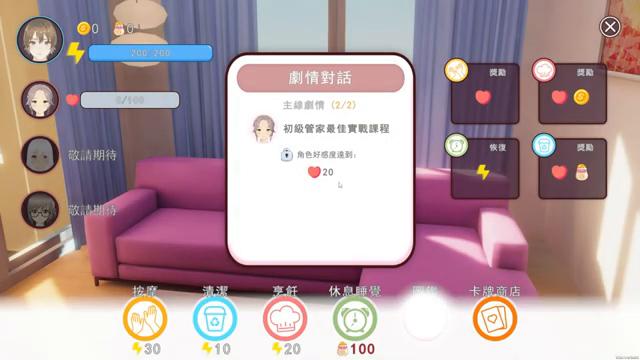 0
0
200/200
0/100
敬請期待
敬請期待
劇情對話
主線劇情 (2/2)
初級管家最佳實戰課程
角色好感度達到:
20
獎勵
獎勵
恢復
獎勵
按摩
清潔
烹飪
休息睡覺
卡牌商店
30
10
20
100